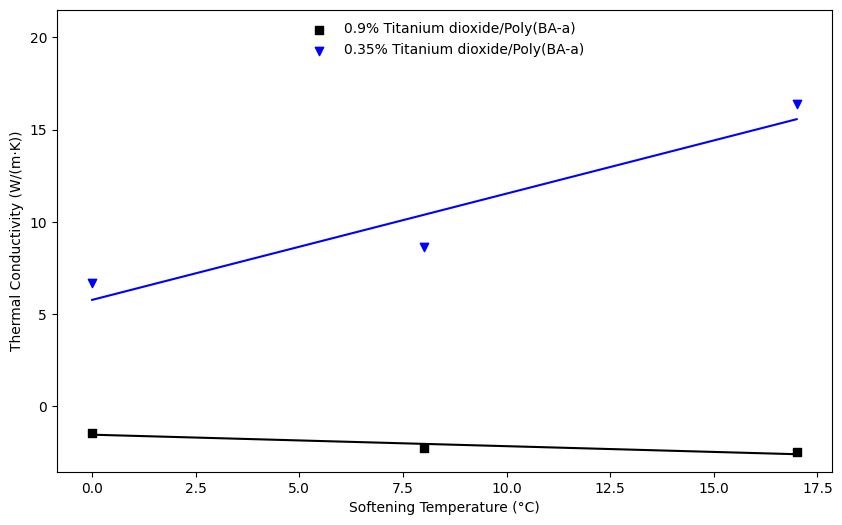 0.9% Titanium dioxide/Poly(BA-a)
0.35% Titanium dioxide/Poly(BA-a)
20
15
10
5
0
Thermal Conductivity (W/(m·K))
0.0 2.5 5.0 7.5 10.0 12.5 15.0 17.5
Softening Temperature (°C)